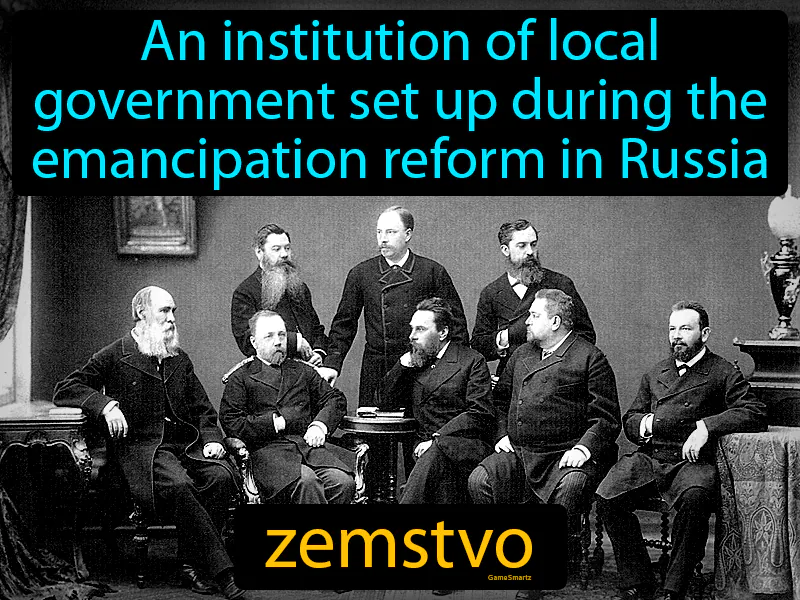 An institution of local
government set up during the
emancipation reform in Russia
zemstvo
GameSmartz